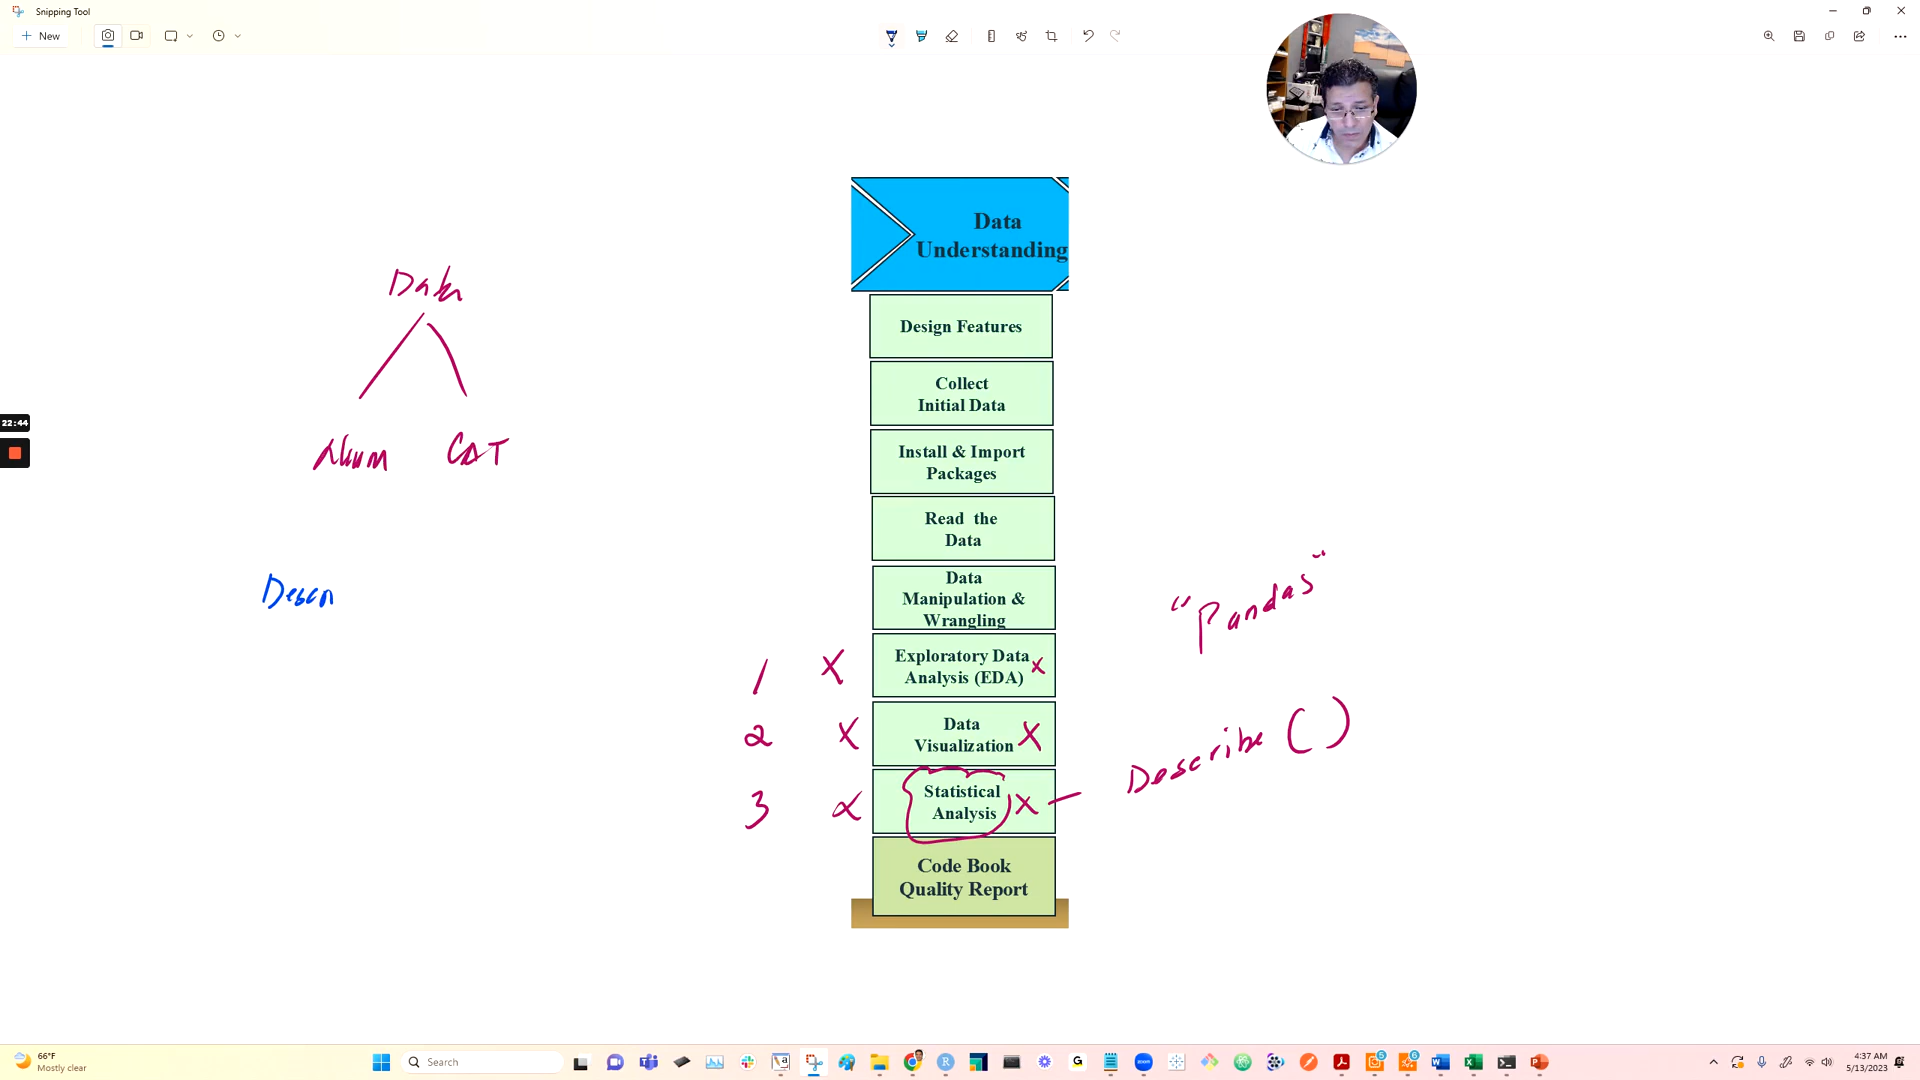 Snipping Tool
New
Data
Understanding
Data
Design Features
Collect
Initial Data
22:44
Num CAT
Install & Import
Packages
Read the
Data
Data
Manipulation &
Wrangling
"Pandas"
Descr
1 X Exploratory Data X
Analysis (EDA)
2 X Data
Visualization X
Describe ( )
3 X Statistical
Analysis X
Code Book
Quality Report
66°F
Mostly clear
Search
4:37 AM
5/13/2023